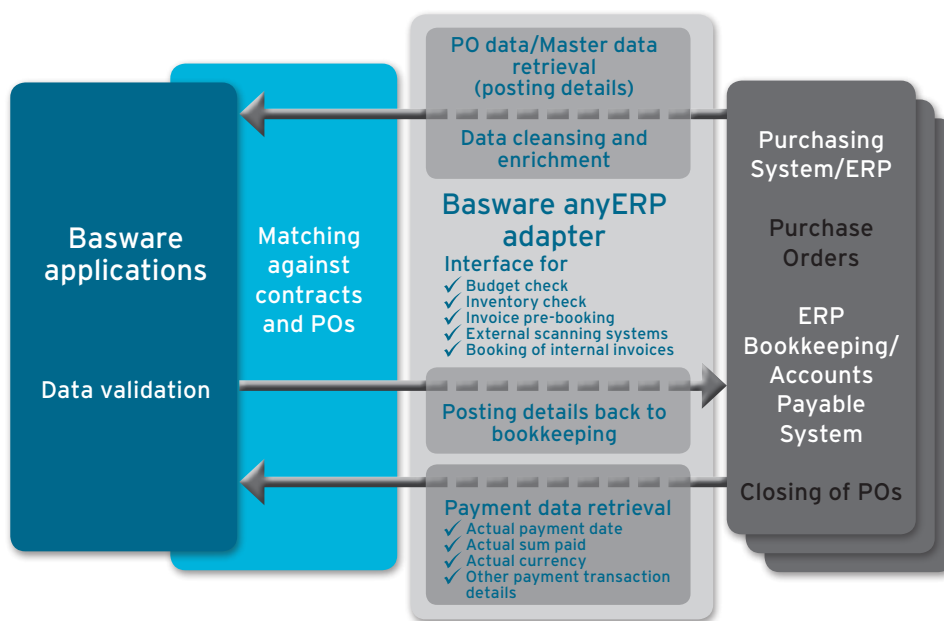 Basware
applications
Data validation
Matching
against
contracts
and POs
PO data/Master data
retrieval
(posting details)
Data cleansing and
enrichment
Basware anyERP
adapter
Interface for
✓ Budget check
✓ Inventory check
✓ Invoice pre-booking
✓ External scanning systems
✓ Booking of internal invoices
Posting details back to
bookkeeping
Payment data retrieval
✓ Actual payment date
✓ Actual sum paid
✓ Actual currency
✓ Other payment transaction
details
Purchasing
System/ERP
Purchase
Orders
ERP
Bookkeeping/
Accounts
Payable
System
Closing of POs